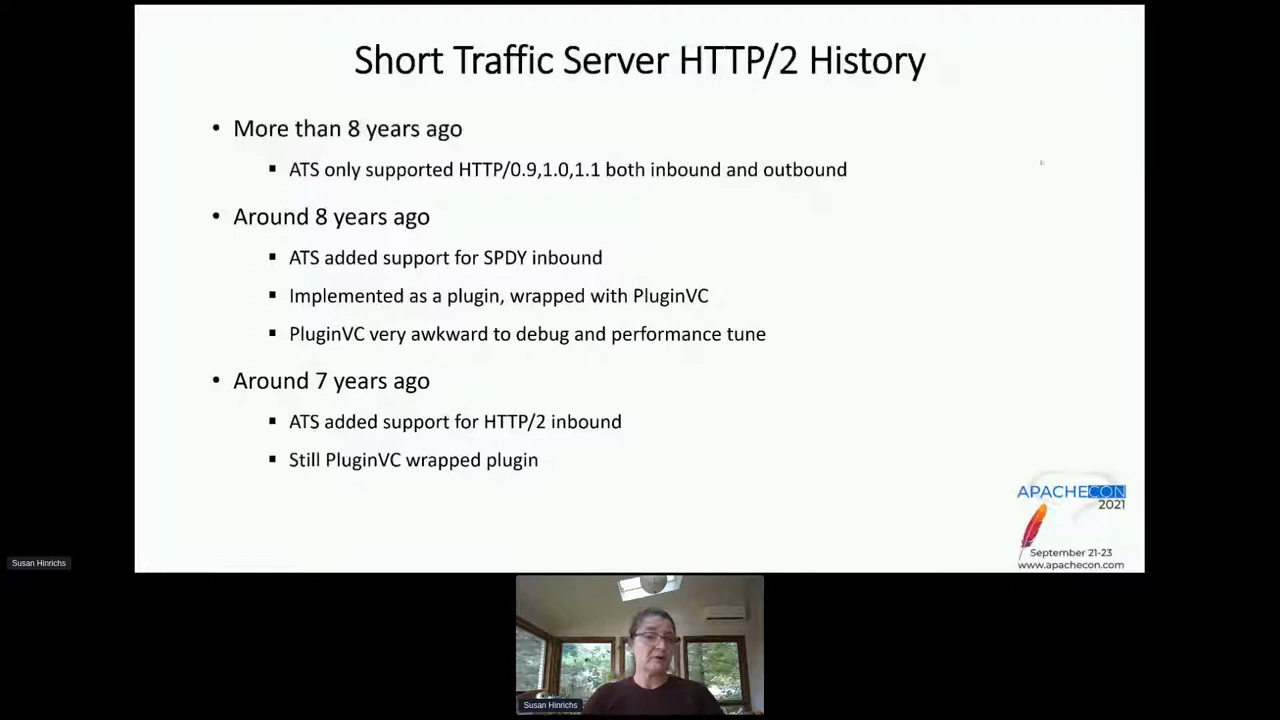 Short Traffic Server HTTP/2 History
• More than 8 years ago
▪ ATS only supported HTTP/0.9,1.0,1.1 both inbound and outbound
• Around 8 years ago
▪ ATS added support for SPDY inbound
▪ Implemented as a plugin, wrapped with PluginVC
▪ PluginVC very awkward to debug and performance tune
• Around 7 years ago
▪ ATS added support for HTTP/2 inbound
▪ Still PluginVC wrapped plugin
APACHECON
2021
September 21-23
www.apachecon.com
Susan Hinrichs
Susan Hinrichs